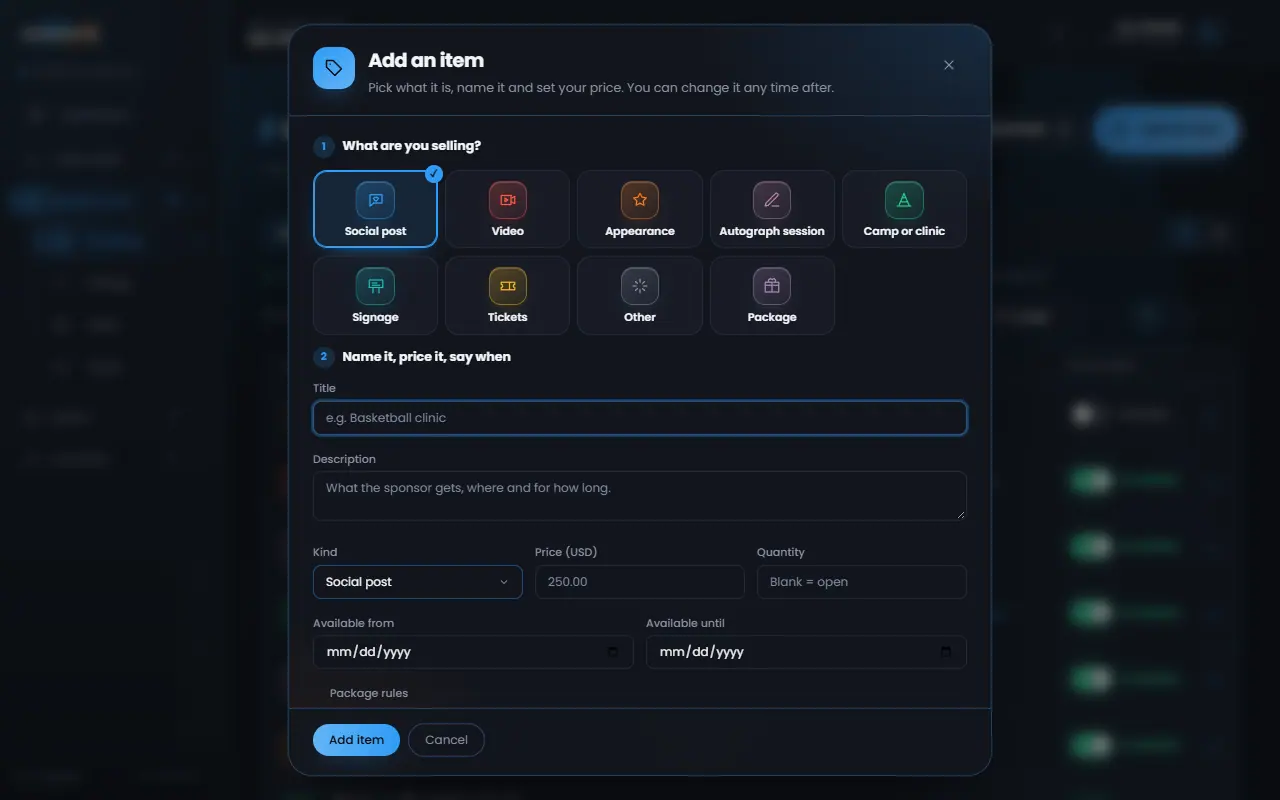 Add an item
Pick what it is, name it and set your price. You can change it any time after.
1 What are you selling?
Social post
Video
Appearance
Autograph session
Camp or clinic
Signage
Tickets
Other
Package
2 Name it, price it, say when
Title
e.g. Basketball clinic
Description
What the sponsor gets, where and for how long.
Kind
Price (USD)
Quantity
Social post
250.00
Blank = open
Available from
Available until
mm/dd/yyyy
mm/dd/yyyy
Package rules
Add item
Cancel